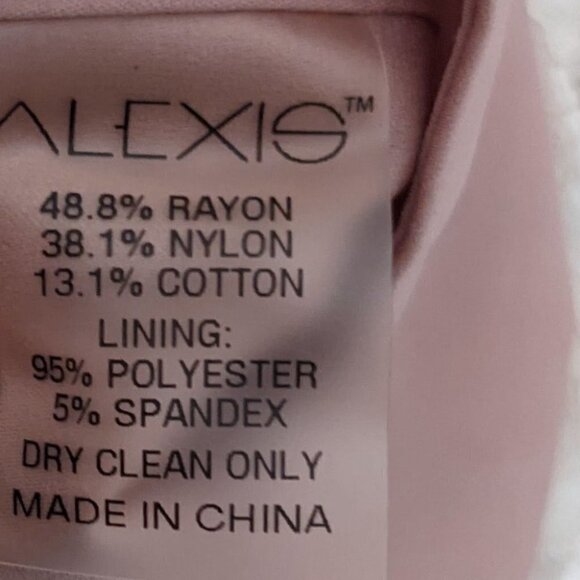 ALEXIS™
48.8% RAYON
38.1% NYLON
13.1% COTTON
LINING:
95% POLYESTER
5% SPANDEX
DRY CLEAN ONLY
MADE IN CHINA